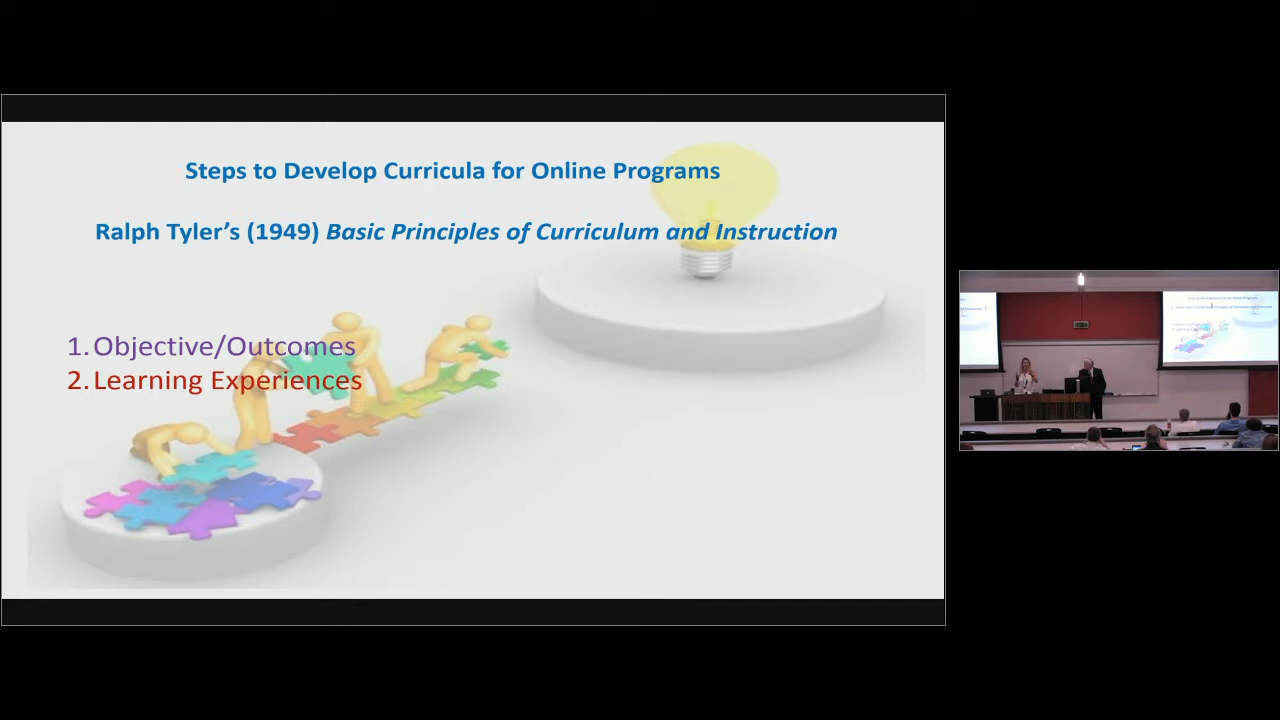 Steps to Develop Curricula for Online Programs
Ralph Tyler’s (1949) Basic Principles of Curriculum and Instruction
1. Objective/Outcomes
2. Learning Experiences